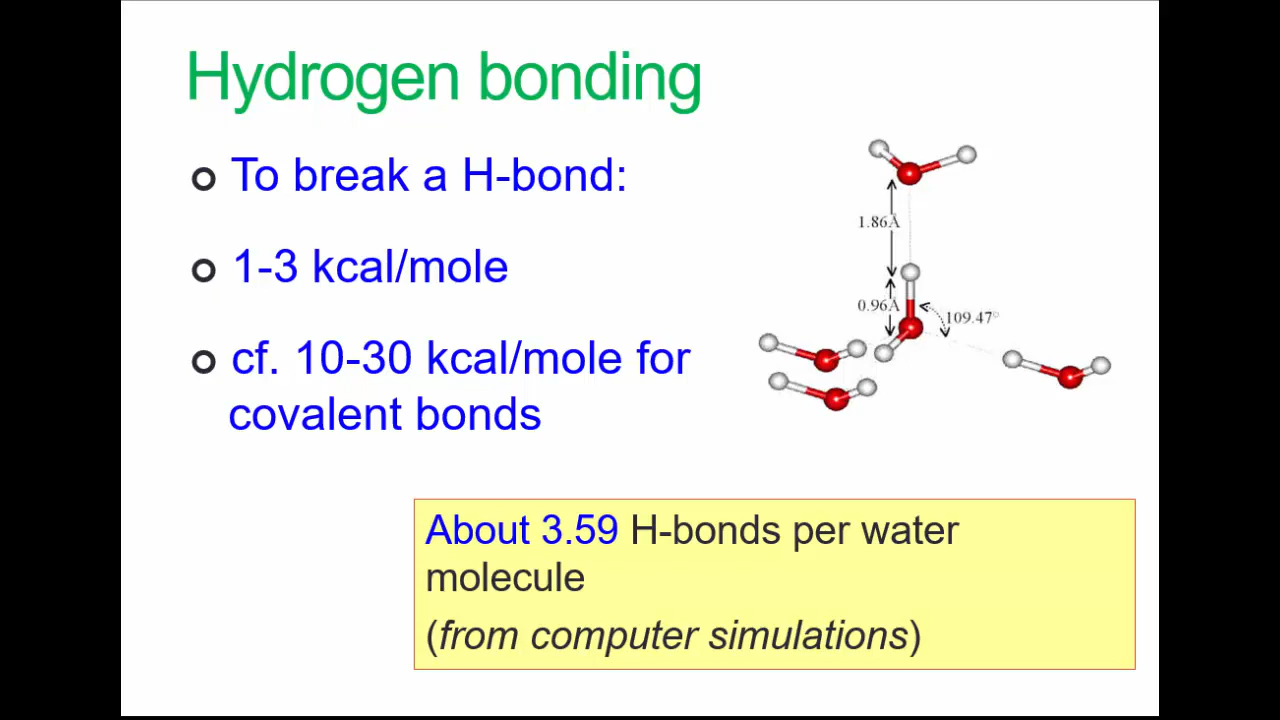 Hydrogen bonding
To break a H-bond:
1-3 kcal/mole
cf. 10-30 kcal/mole for
covalent bonds
1.86Å
0.96Å
109.47°
About 3.59 H-bonds per water
molecule
(from computer simulations)